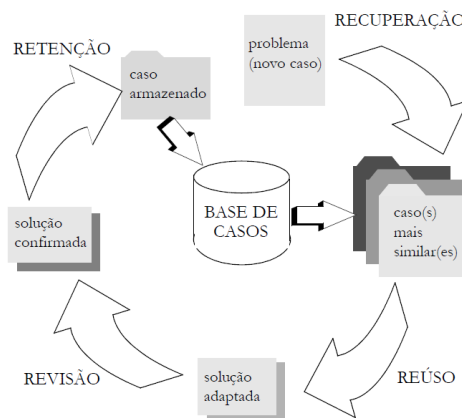 RECUPERAÇÃO
RETENÇÃO
problema
(novo caso)
caso
armazenado
BASE DE
CASOS
caso(s)
mais
similar(es)
solução
confirmada
REVISÃO
solução
adaptada
REÚSO